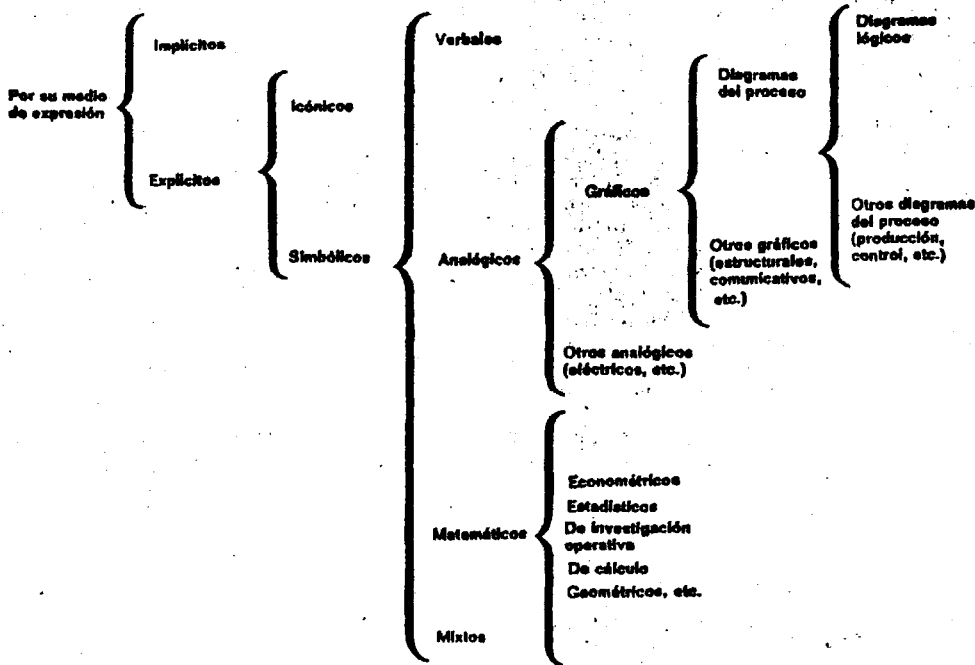 Por su medio
de expresión
Implícitos
Explícitos
Icónicos
Simbólicos
Verbales
Analógicos
Matemáticos
Mixtos
Gráficos
Otros analógicos
(eléctricos, etc.)
Econométricos
Estadísticos
De investigación
operativa
De cálculo
Geométricos, etc.
Diagramas
del proceso
Otros gráficos
(estructurales,
comunicativos,
etc.)
Diagramas
lógicos
Otros diagramas
del proceso
(producción,
control, etc.)